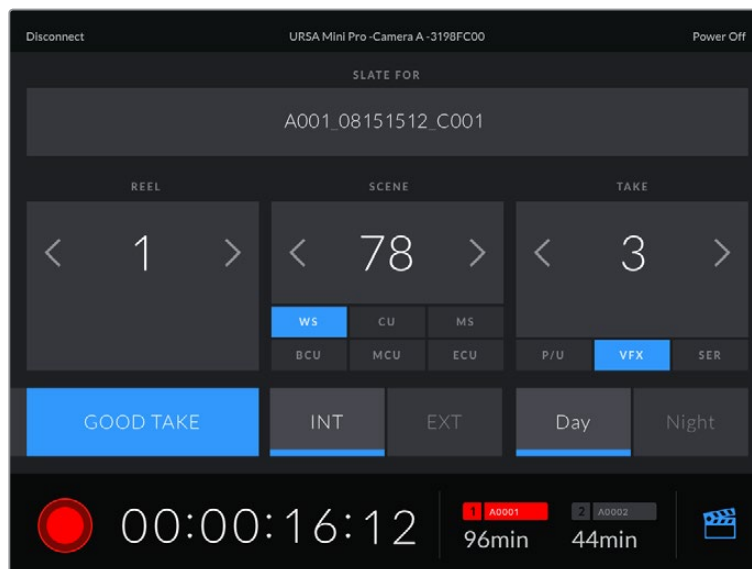 Disconnect URSA Mini Pro -Camera A -3198FC00 Power Off
SLATE FOR
A001_08151512_C001
REEL SCENE TAKE
1 78 3
WS CU MS
BCU MCU ECU P/U VFX SER
GOOD TAKE INT EXT Day Night
00:00:16:12
1 A0001 2 A0002
96min 44min